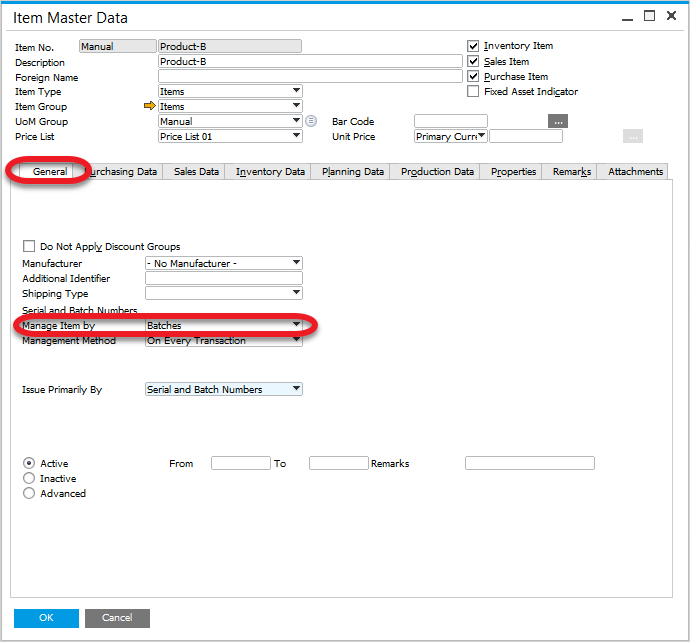 Item Master Data
Item No. Manual Product-B Inventory Item
Description Product-B Sales Item
Foreign Name Purchase Item
Item Type Items Fixed Asset Indicator
Item Group Items
UoM Group Manual Bar Code ...
Price List Price List 01 Unit Price Primary Curre ...
General urchasing Data Sales Data Inventory Data Planning Data Production Data Properties Remarks Attachments
Do Not Apply Discount Groups
Manufacturer - No Manufacturer -
Additional Identifier
Shipping Type
Serial and Batch Numbers
Manage Item by Batches
Management Method On Every Transaction
Issue Primarily By Serial and Batch Numbers
Active From To Remarks
Inactive
Advanced
OK Cancel